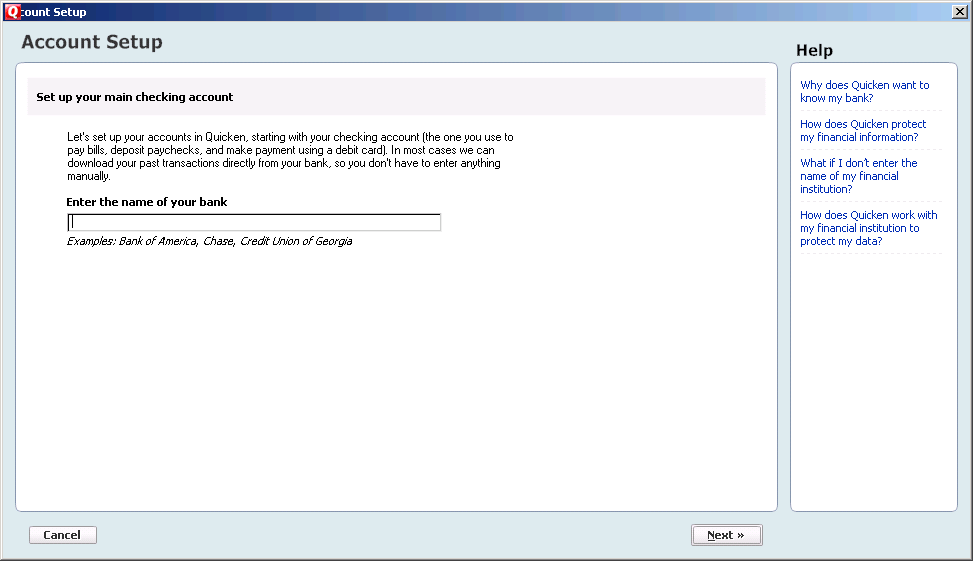 Q count Setup
Account Setup
Set up your main checking account
Let's set up your accounts in Quicken, starting with your checking account (the one you use to
pay bills, deposit paychecks, and make payment using a debit card). In most cases we can
download your past transactions directly from your bank, so you don't have to enter anything
manually.
Enter the name of your bank
Examples: Bank of America, Chase, Credit Union of Georgia
Cancel
Next »
Help
Why does Quicken want to
know my bank?
How does Quicken protect
my financial information?
What if I don't enter the
name of my financial
institution?
How does Quicken work with
my financial institution to
protect my data?